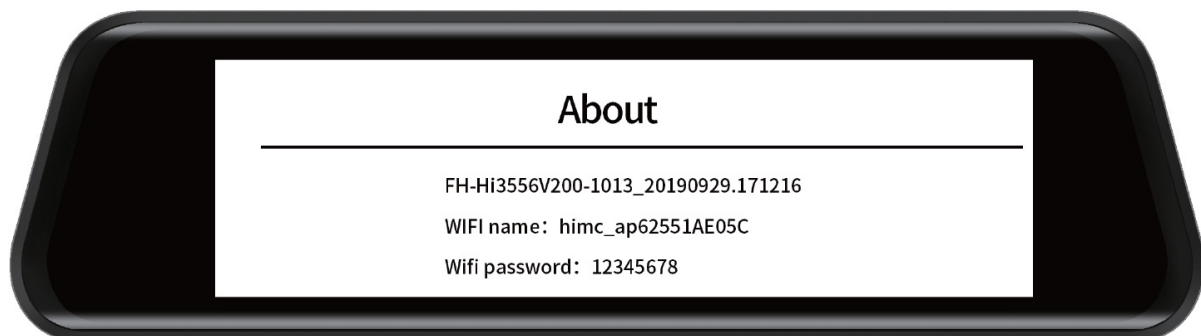 About
FH-Hi3556V200-1013_20190929.171216
WIFI name：himc_ap62551AE05C
Wifi password：12345678